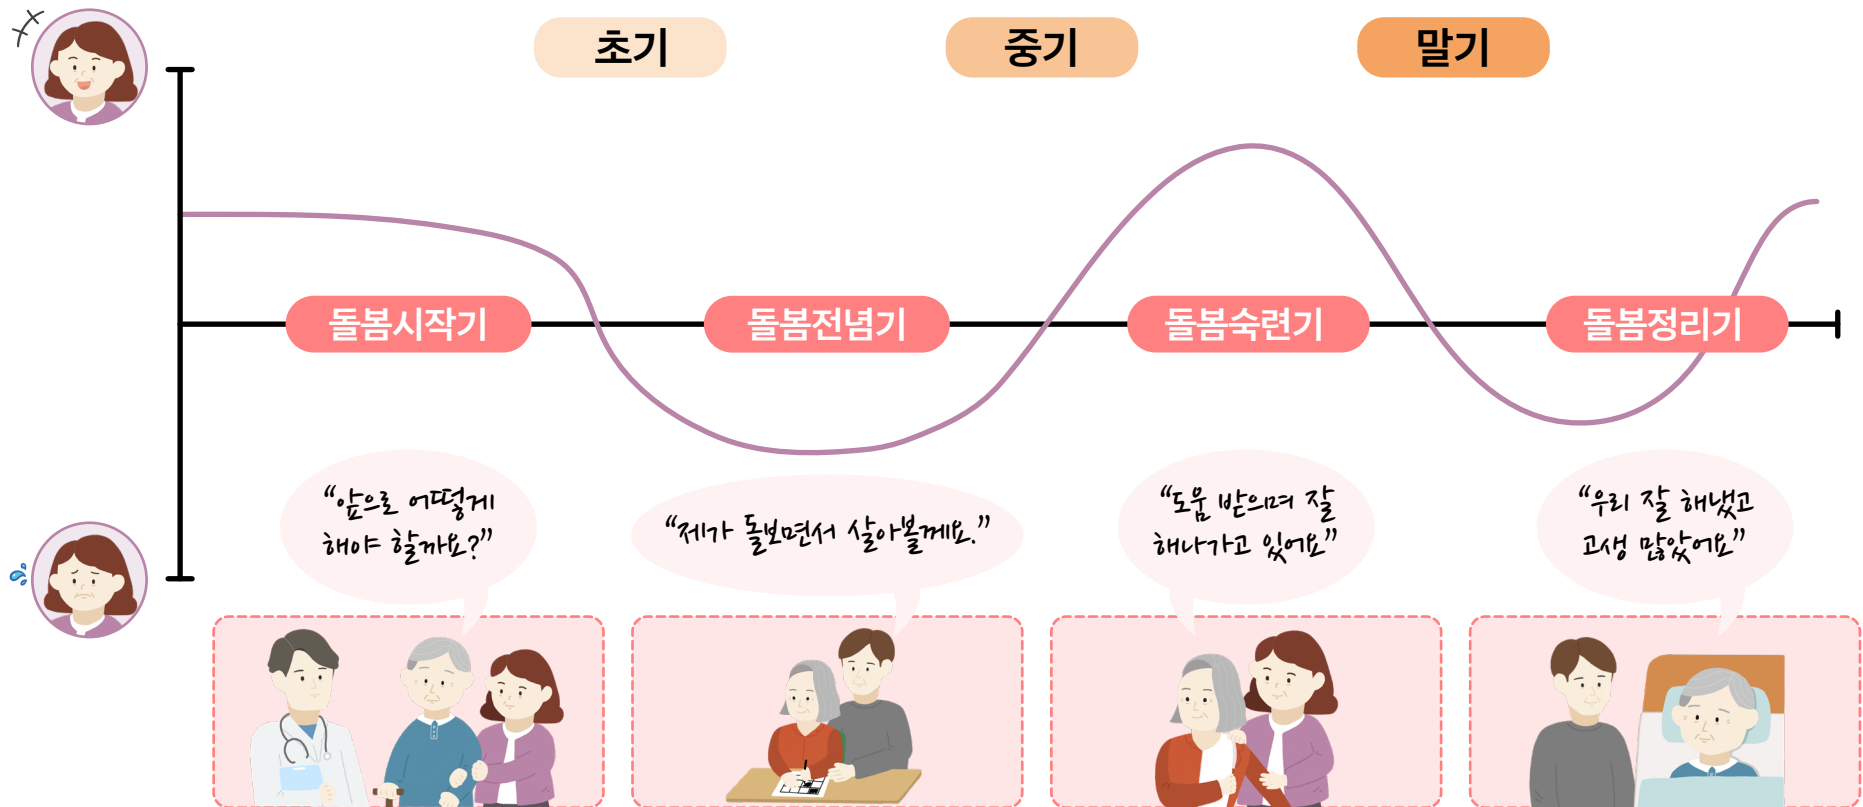 초기
중기
말기
돌봄시작기
돌봄전념기
돌봄숙련기
돌봄정리기
“앞으로 어떻게
해야 할까요?”
“제가 돌보면서 살아볼게요.”
“도움 받으며 잘
해나가고 있어요”
“우리 잘 해냈고
고생 많았어요”